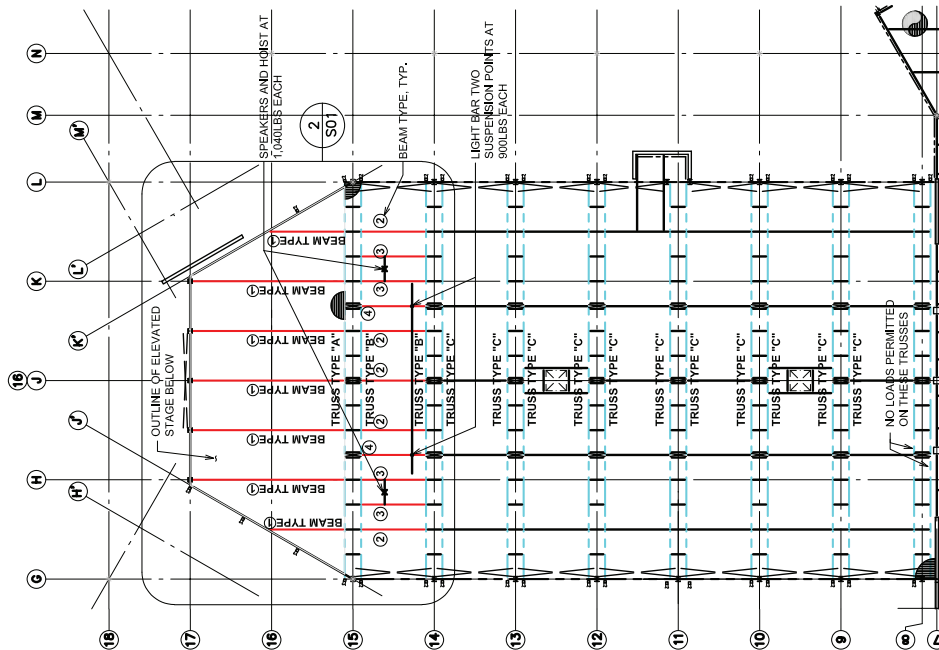 16
G
H'
H
J'
J
K'
K
L'
L
M'
M
N
18
17
16
15
14
13
12
11
10
9
8
7
OUTLINE OF ELEVATED
STAGE BELOW
SPEAKERS AND HOIST AT
1,040LBS EACH
2
S01
BEAM TYPE, TYP.
LIGHT BAR TWO
SUSPENSION POINTS AT
900LBS EACH
BEAM TYPE 1
BEAM TYPE 1
BEAM TYPE 1
BEAM TYPE 1
BEAM TYPE 1
BEAM TYPE 1
BEAM TYPE 1
2
3
3
4
2
2
2
4
3
3
2
TRUSS TYPE "A"
TRUSS TYPE "B"
TRUSS TYPE "B"
TRUSS TYPE "C"
TRUSS TYPE "C"
TRUSS TYPE "C"
TRUSS TYPE "C"
TRUSS TYPE "C"
TRUSS TYPE "C"
TRUSS TYPE "C"
TRUSS TYPE "C"
TRUSS TYPE "C"
TRUSS TYPE "C"
TRUSS TYPE "C"
NO LOADS PERMITTED
ON THESE TRUSSES